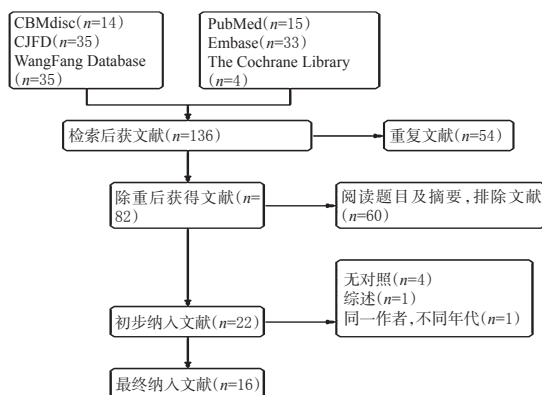 CBMdisc(n=14)
CJFD(n=35)
WangFang Database
(n=35)
PubMed(n=15)
Embase(n=33)
The Cochrane Library
(n=4)
检索后获文献(n=136)
重复文献(n=54)
除重后获得文献(n=
82)
阅读题目及摘要,排除文献
(n=60)
无对照(n=4)
综述(n=1)
同一作者,不同年代(n=1)
初步纳入文献(n=22)
最终纳入文献(n=16)